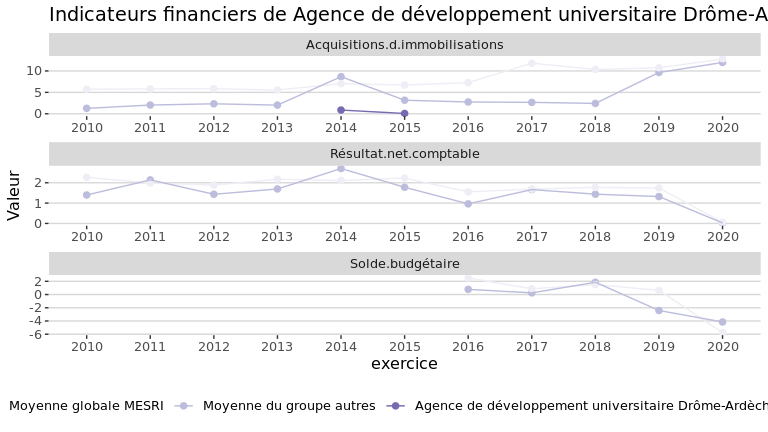 Indicateurs financiers de Agence de développement universitaire Drôme-A
Acquisitions.d.immobilisations
10
5
0
2010 2011 2012 2013 2014 2015 2016 2017 2018 2019 2020
Résultat.net.comptable
2
1
0
2010 2011 2012 2013 2014 2015 2016 2017 2018 2019 2020
Solde.budgétaire
2
0
-2
-4
-6
2010 2011 2012 2013 2014 2015 2016 2017 2018 2019 2020
Valeur
exercice
Moyenne globale MESRI Moyenne du groupe autres Agence de développement universitaire Drôme-Ardèch